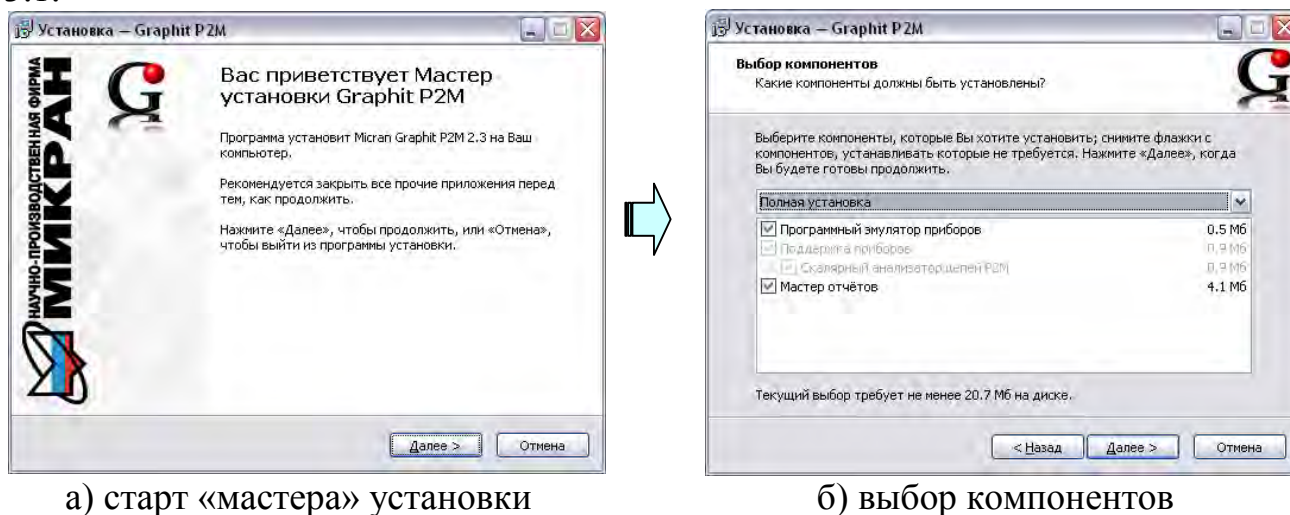 Установка – Graphit P2M
НАУЧНО-ПРОИЗВОДСТВЕННАЯ ФИРМА
МИКРАН
G
Вас приветствует Мастер
установки Graphit P2M
Программа установит Micran Graphit P2M 2.3 на Ваш
компьютер.
Рекомендуется закрыть все прочие приложения перед
тем, как продолжить.
Нажмите «Далее», чтобы продолжить, или «Отмена»,
чтобы выйти из программы установки.
Далее >
Отмена
а) старт «мастера» установки
Установка – Graphit P2M
Выбор компонентов
Какие компоненты должны быть установлены?
G
Выберите компоненты, которые Вы хотите установить; снимите флажки с
компонентов, устанавливать которые не требуется. Нажмите «Далее», когда
Вы будете готовы продолжить.
Полная установка
Программный эмулятор приборов 0.5 Мб
Поддержка приборов 0.9 Мб
Скалярный анализатор цепей Р2М 0.9 Мб
Мастер отчётов 4.1 Мб
Текущий выбор требует не менее 20.7 Мб на диске.
< Назад
Далее >
Отмена
б) выбор компонентов